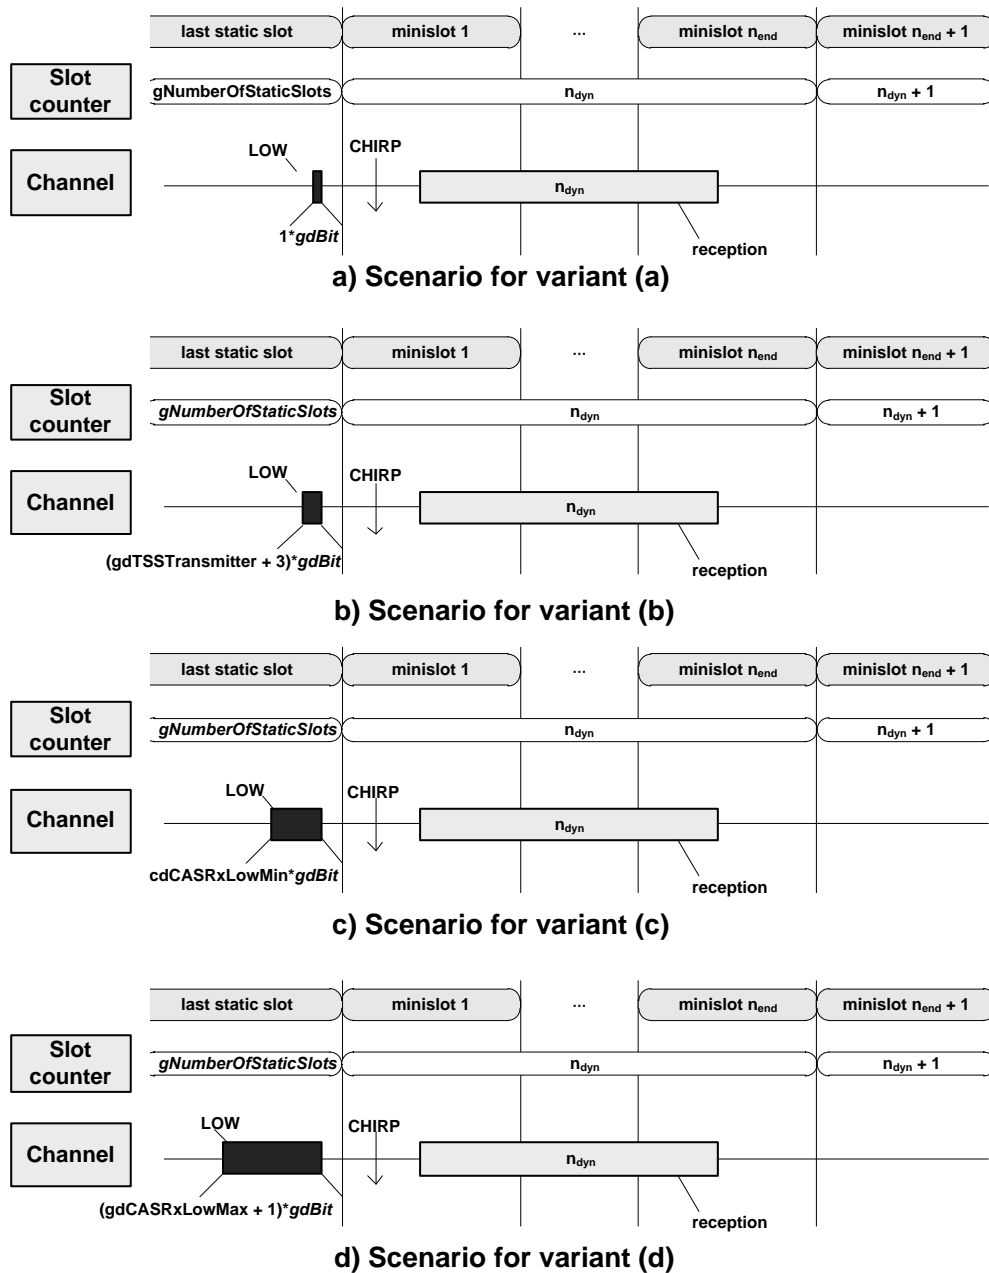 last static slot minislot 1 ... minislot nend minislot nend + 1
Slot
counter
gNumberOfStaticSlots ndyn ndyn + 1
Channel
LOW CHIRP
ndyn
1*gdBit
reception
a) Scenario for variant (a)
last static slot minislot 1 ... minislot nend minislot nend + 1
Slot
counter
gNumberOfStaticSlots ndyn ndyn + 1
Channel
LOW CHIRP
ndyn
(gdTSSTransmitter + 3)*gdBit
reception
b) Scenario for variant (b)
last static slot minislot 1 ... minislot nend minislot nend + 1
Slot
counter
gNumberOfStaticSlots ndyn ndyn + 1
Channel
LOW CHIRP
ndyn
cdCASRxLowMin*gdBit
reception
c) Scenario for variant (c)
last static slot minislot 1 ... minislot nend minislot nend + 1
Slot
counter
gNumberOfStaticSlots ndyn ndyn + 1
Channel
LOW CHIRP
ndyn
(gdCASRxLowMax + 1)*gdBit
reception
d) Scenario for variant (d)